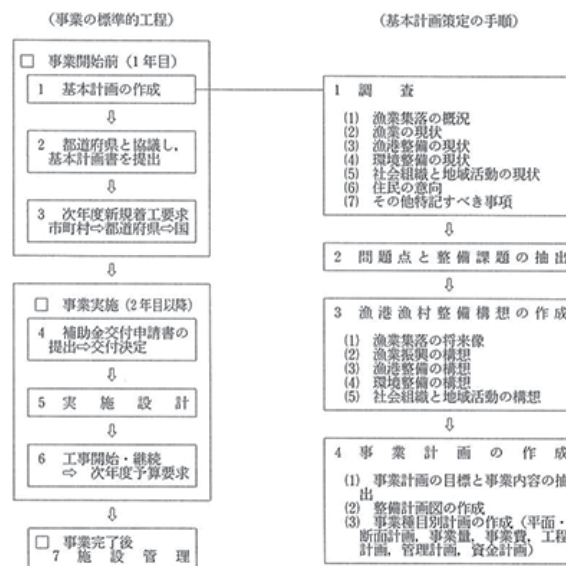 （事業の標準的工程）
□ 事業開始前（1年目）
1 基本計画の作成
⇩
2 都道府県と協議し，
基本計画書を提出
⇩
3 次年度新規着工要求
市町村⇨都道府県⇨国
⇩
□ 事業実施（2年目以降）
4 補助金交付申請書の
提出⇨交付決定
⇩
5 実施設計
⇩
6 工事開始・継続
⇨ 次年度予算要求
⇩
□ 事業完了後
7 施設管理
（基本計画策定の手順）
1 調査
(1) 漁業集落の概況
(2) 漁業の現状
(3) 漁港整備の現状
(4) 環境整備の現状
(5) 社会組織と地域活動の現状
(6) 住民の意向
(7) その他特記すべき事項
⇩
2 問題点と整備課題の抽出
⇩
3 漁港漁村整備構想の作成
(1) 漁業集落の将来像
(2) 漁業振興の構想
(3) 漁港整備の構想
(4) 環境整備の構想
(5) 社会組織と地域活動の構想
⇩
4 事業計画の作成
(1) 事業計画の目標と事業内容の抽
出
(2) 整備計画図の作成
(3) 事業種目別計画の作成（平面・
断面計画，事業量，事業費，工程
計画，管理計画，資金計画）